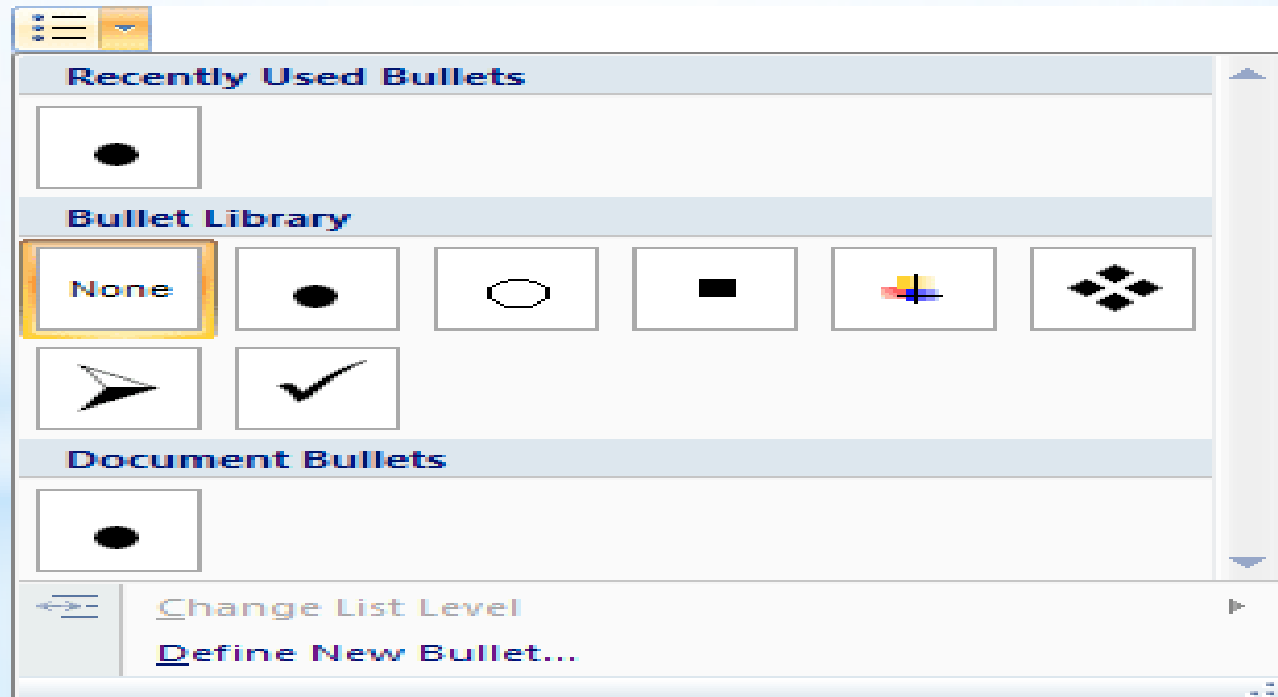 Recently Used Bullets
Bullet Library
None
Document Bullets
Change List Level
Define New Bullet...